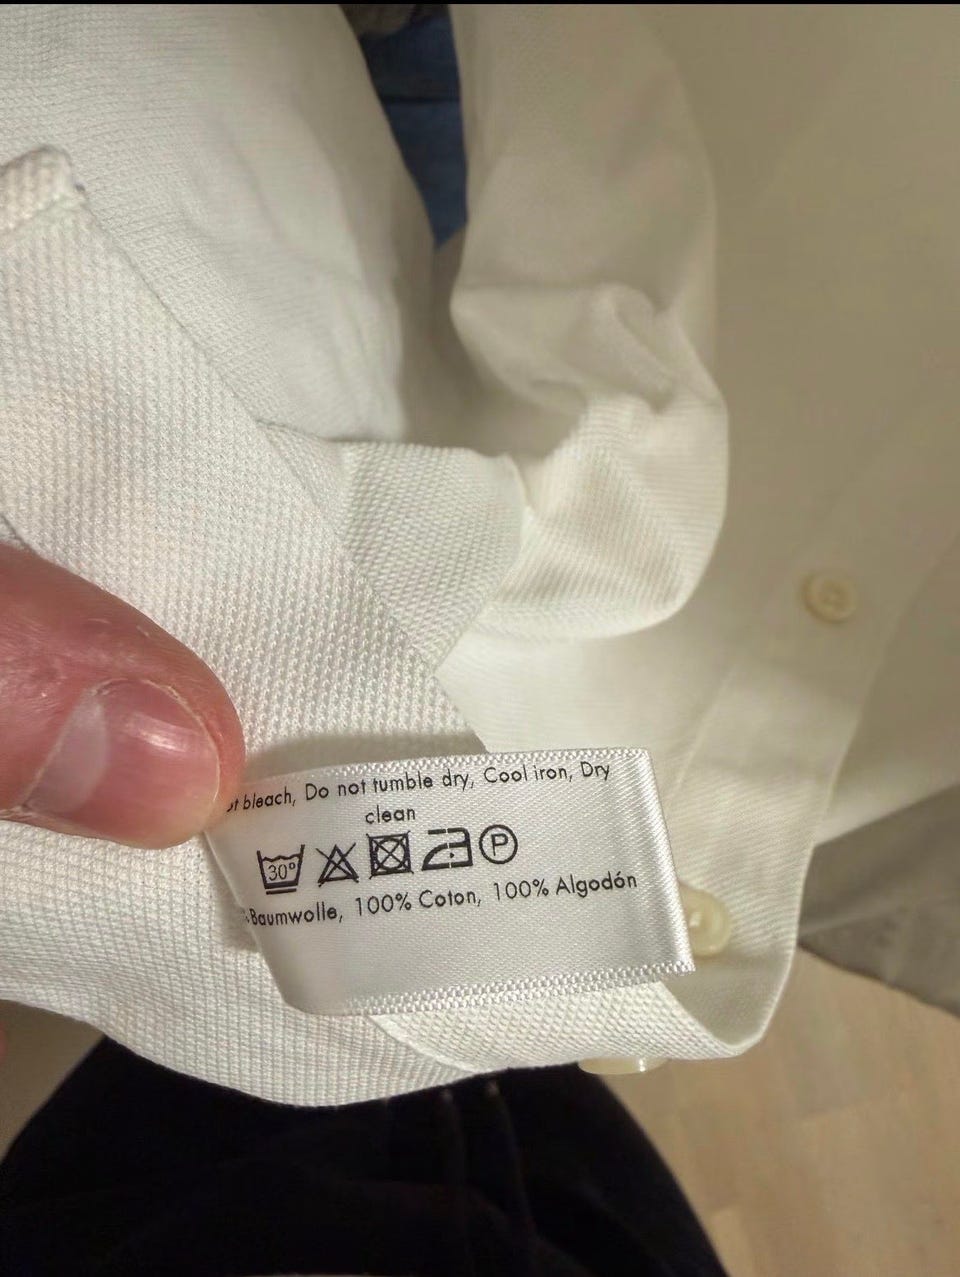 bleach, Do not tumble dry, Cool iron, Dry
clean
30° P
Baumwolle, 100% Coton, 100% Algodón